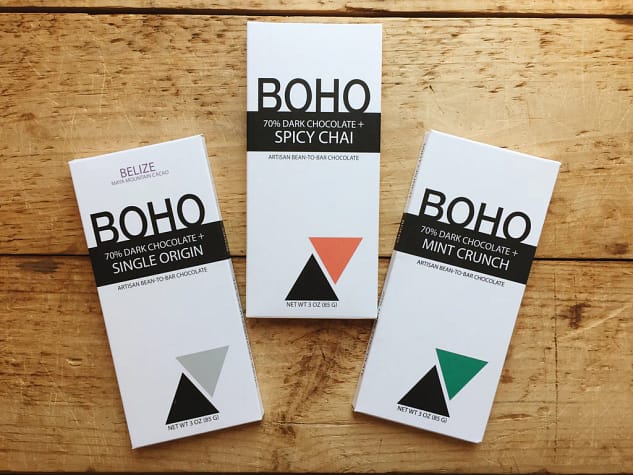 BELIZE
MAYA MOUNTAIN CACAO
BOHO
70% DARK CHOCOLATE +
SINGLE ORIGIN
ARTISAN BEAN-TO-BAR CHOCOLATE
NET WT 3 OZ (85 G)
BOHO
70% DARK CHOCOLATE +
SPICY CHAI
ARTISAN BEAN-TO-BAR CHOCOLATE
NET WT 3 OZ (85 G)
BOHO
70% DARK CHOCOLATE +
MINT CRUNCH
ARTISAN BEAN-TO-BAR CHOCOLATE
NET WT 3 OZ (85 G)